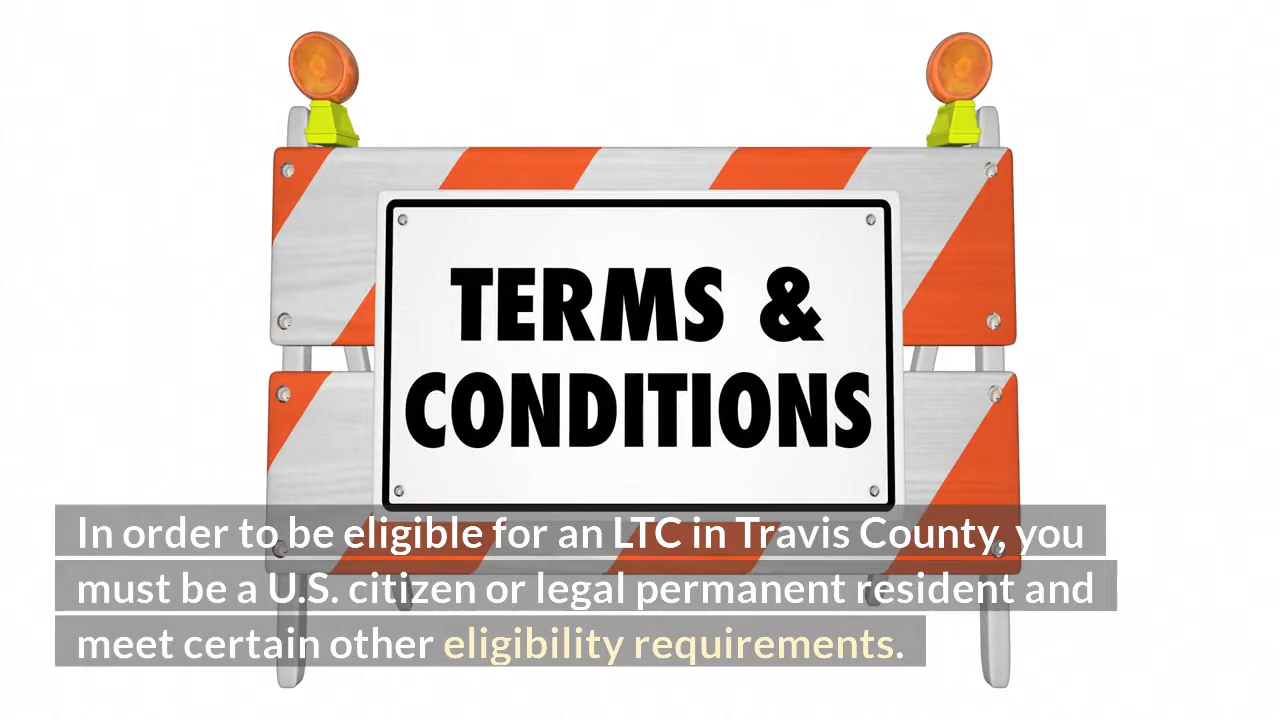 TERMS &
CONDITIONS
In order to be eligible for an LTC in Travis County, you
must be a U.S. citizen or legal permanent resident and
meet certain other eligibility requirements.